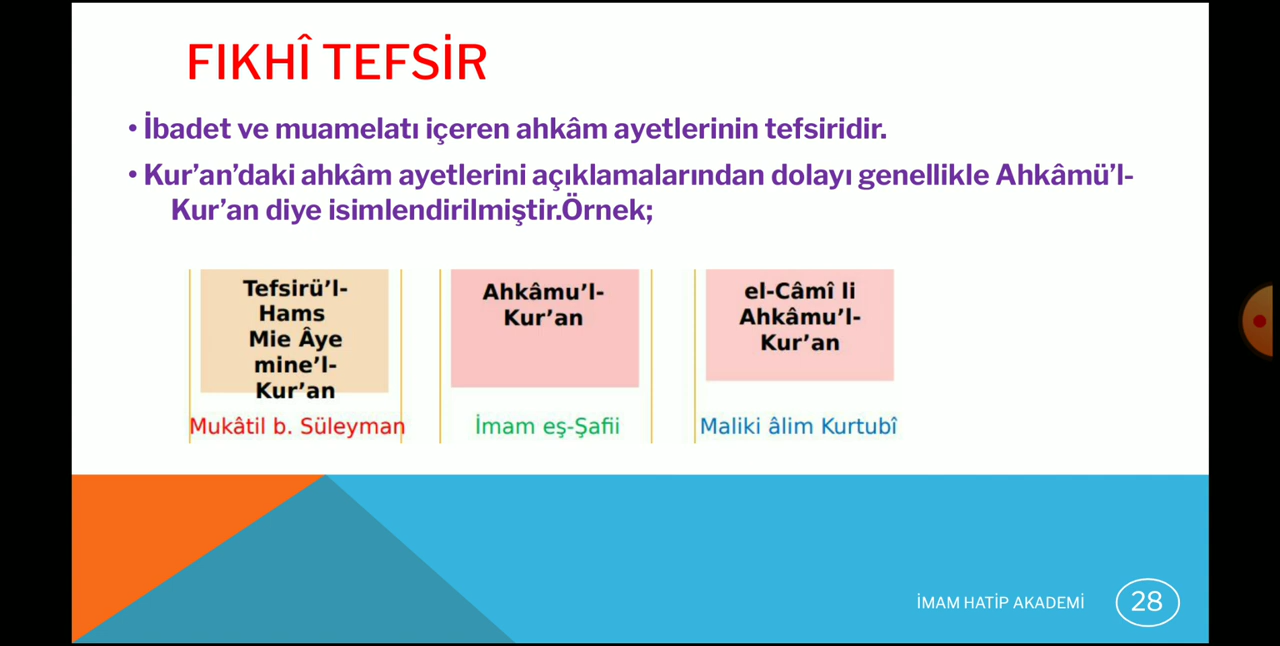 FIKHÎ TEFSİR
• İbadet ve muamelatı içeren ahkâm ayetlerinin tefsiridir.
• Kur’an’daki ahkâm ayetlerini açıklamalarından dolayı genellikle Ahkâmü’l-
Kur’an diye isimlendirilmiştir.Örnek;
Tefsirü’l-
Hams
Mie Âye
mine’l-
Kur’an
Mukâtil b. Süleyman
Ahkâmu’l-
Kur’an
İmam eş-Şafii
el-Câmî li
Ahkâmu’l-
Kur’an
Maliki âlim Kurtubî
İMAM HATİP AKADEMİ
28